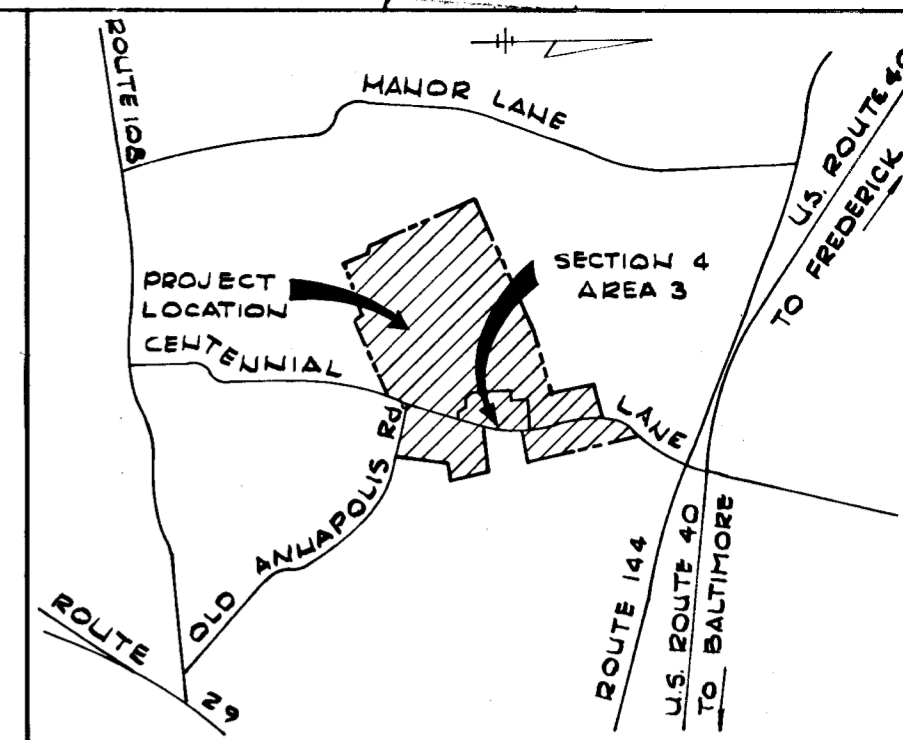 ROUTE 108
MANOR LANE
U.S. ROUTE 40
TO FREDERICK
SECTION 4
AREA 3
PROJECT
LOCATION
CENTENNIAL
LANE
OLD ANNAPOLIS RD
ROUTE
29
ROUTE 144
U.S. ROUTE 40
TO BALTIMORE